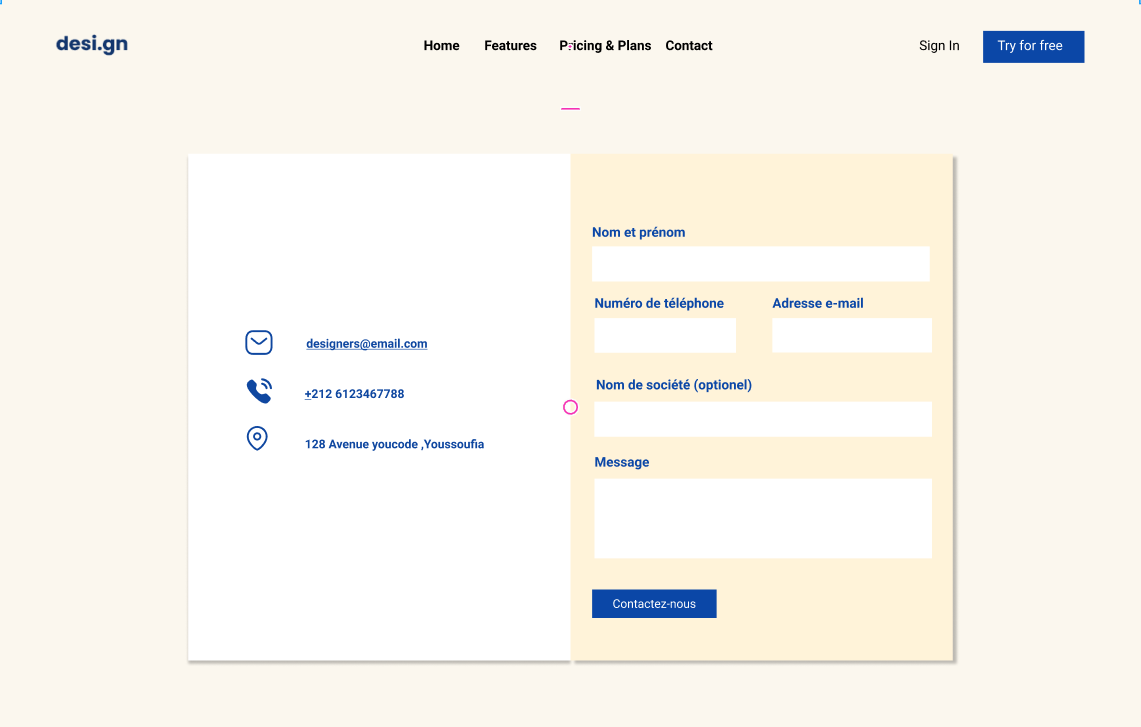 desi.gn
Home Features Pricing & Plans Contact
Sign In Try for free
designers@email.com
+212 6123467788
128 Avenue youcode ,Youssoufia
Nom et prénom
Numéro de téléphone Adresse e-mail
Nom de société (optionel)
Message
Contactez-nous